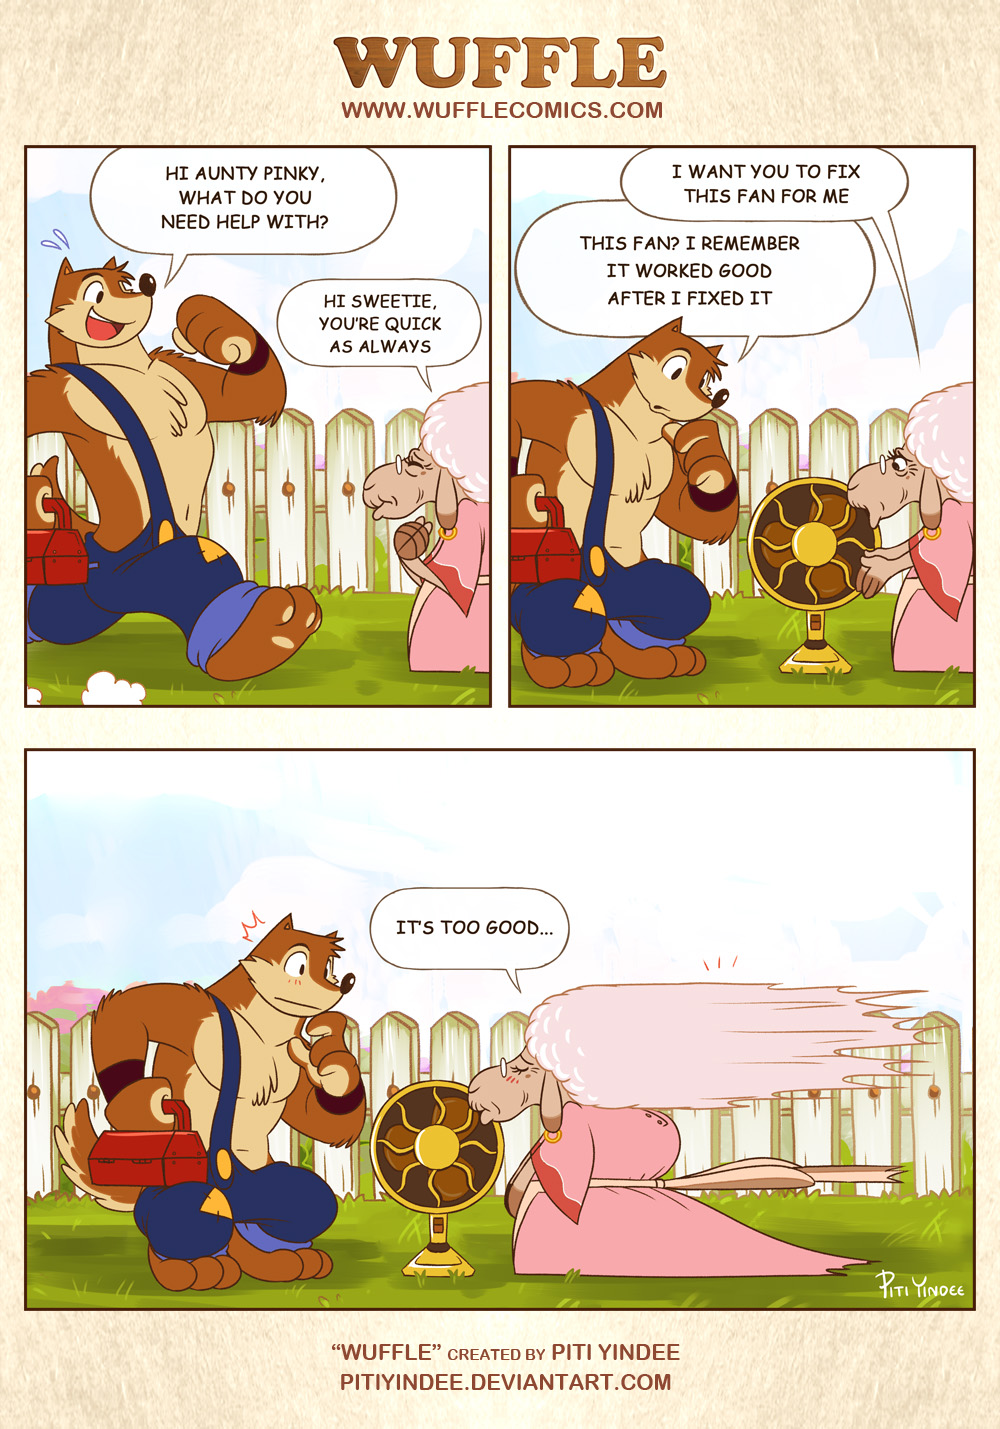 WUFFLE
WWW.WUFFLECOMICS.COM
HI AUNTY PINKY,
WHAT DO YOU
NEED HELP WITH?
HI SWEETIE,
YOU'RE QUICK
AS ALWAYS
I WANT YOU TO FIX
THIS FAN FOR ME
THIS FAN? I REMEMBER
IT WORKED GOOD
AFTER I FIXED IT
IT'S TOO GOOD...
PITI YINDEE
“WUFFLE” CREATED BY PITI YINDEE
PITIYINDEE.DEVIANTART.COM